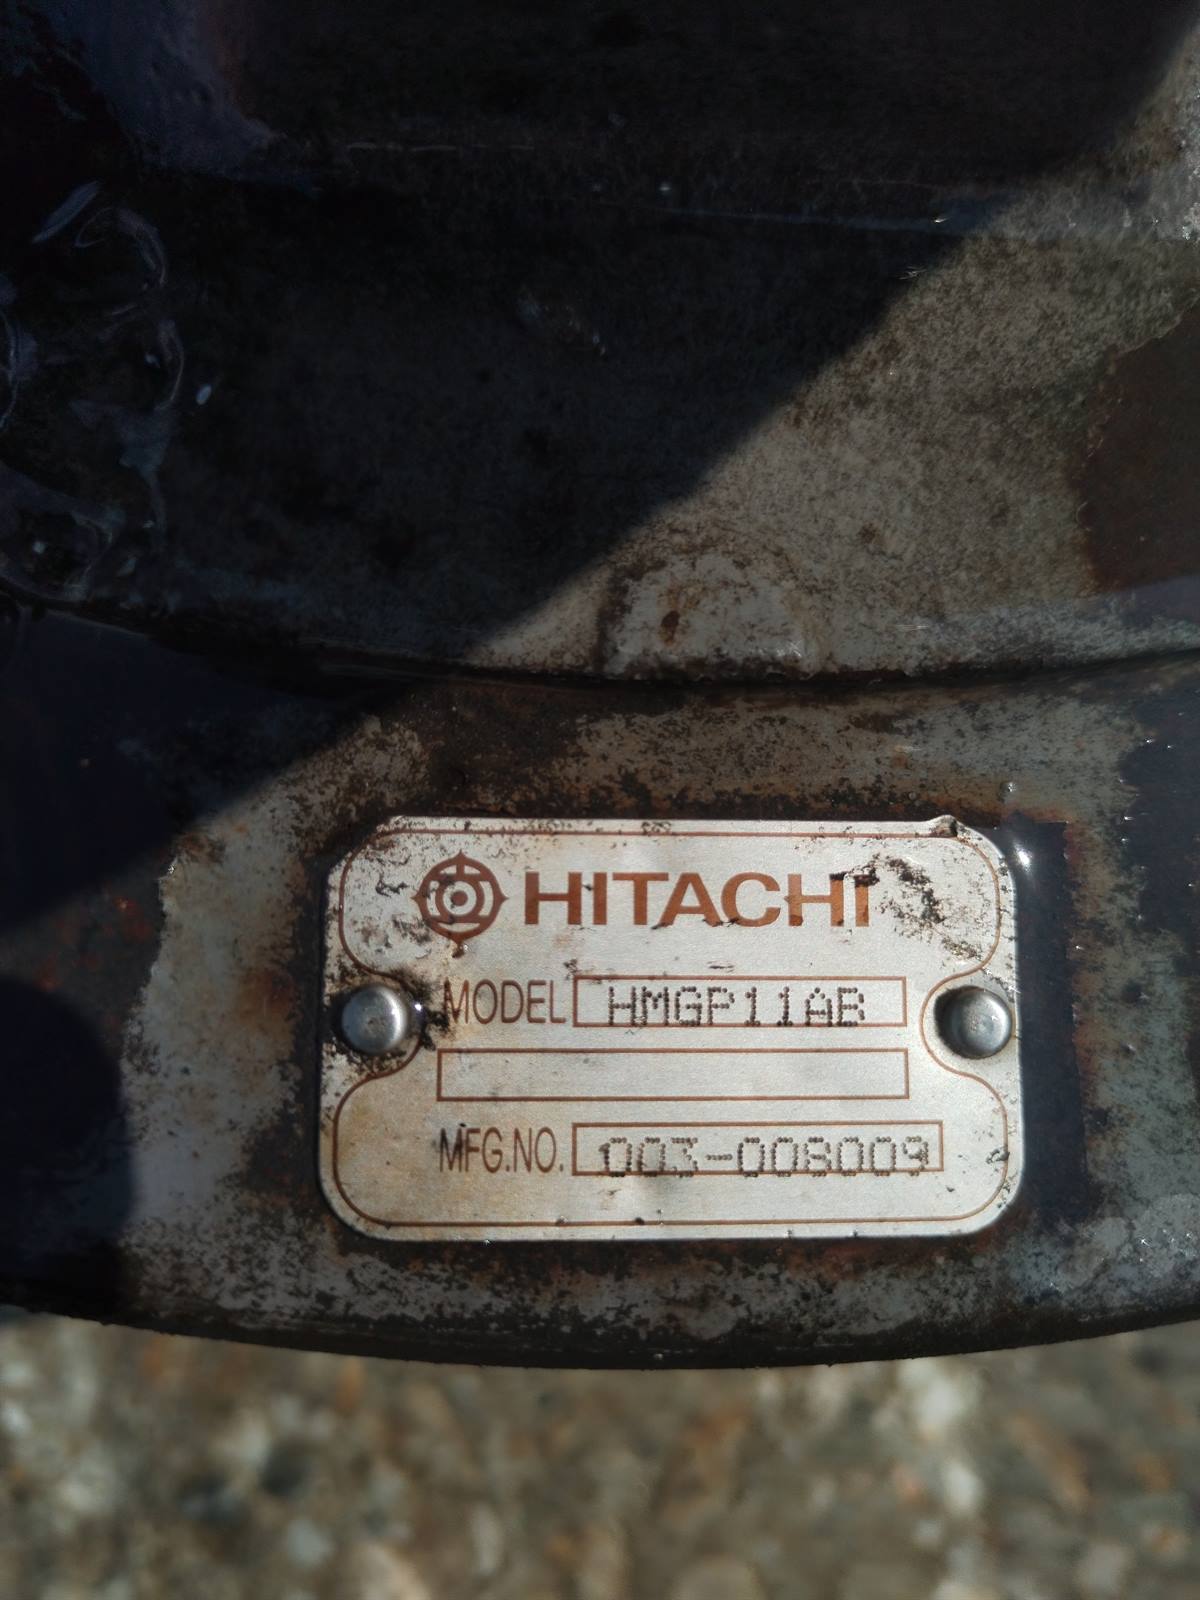 HITACHI
MODEL HMGP11AB
MFG.NO. 003-008009